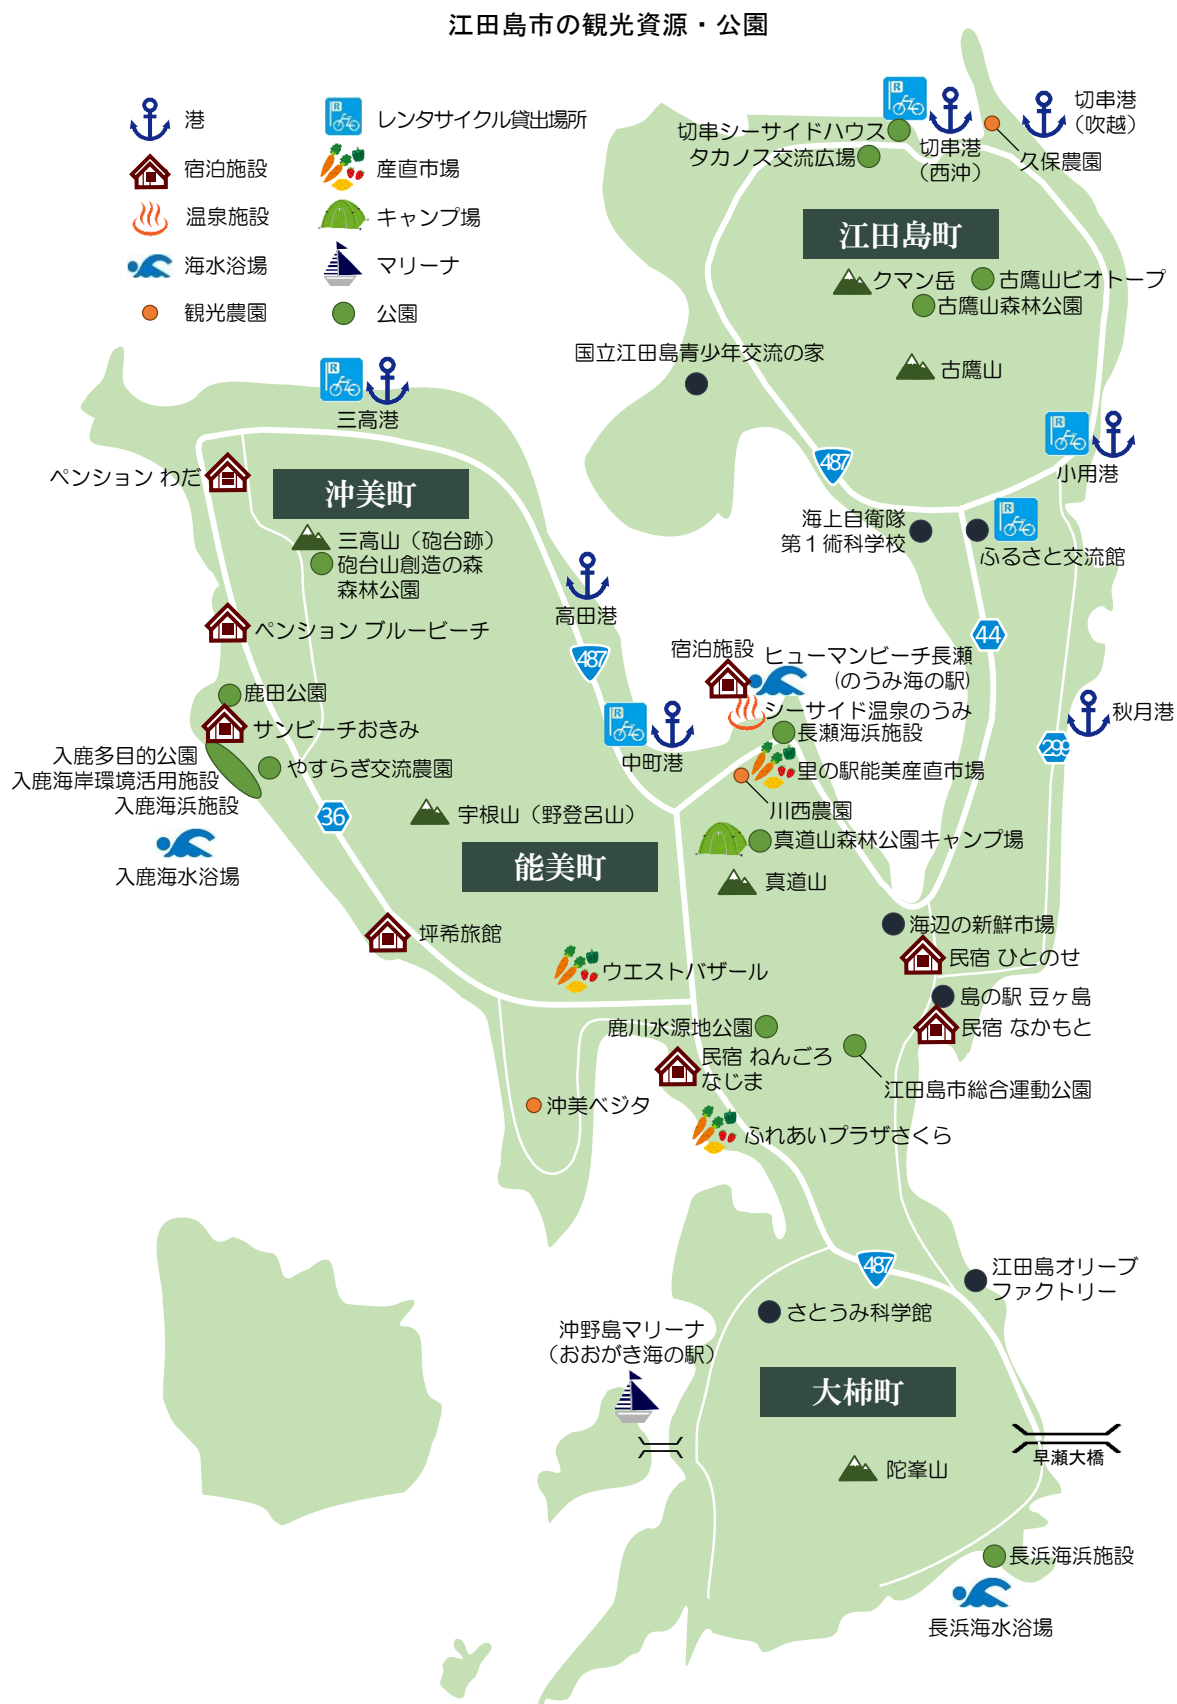 江田島市の観光資源・公園
港
レンタサイクル貸出場所
宿泊施設
産直市場
温泉施設
キャンプ場
海水浴場
マリーナ
観光農園
公園
R
切串港
（吹越）
切串シーサイドハウス
タカノス交流広場
切串港
（西沖）
久保農園
江田島町
クマン岳
古鷹山ビオトープ
古鷹山森林公園
国立江田島青少年交流の家
古鷹山
R
三高港
R
小用港
487
ペンション わだ
沖美町
海上自衛隊
第１術科学校
R
ふるさと交流館
三高山（砲台跡）
砲台山創造の森
森林公園
高田港
ペンション ブルービーチ
44
487
宿泊施設
ヒューマンビーチ長瀬
(のうみ海の駅)
鹿田公園
サンビーチおきみ
シーサイド温泉のうみ
長瀬海浜施設
R
中町港
秋月港
299
入鹿多目的公園
入鹿海岸環境活用施設
入鹿海浜施設
やすらぎ交流農園
里の駅能美産直市場
川西農園
36
宇根山（野登呂山）
真道山森林公園キャンプ場
入鹿海水浴場
能美町
真道山
坪希旅館
海辺の新鮮市場
民宿 ひとのせ
ウエストバザール
島の駅 豆ヶ島
鹿川水源地公園
民宿 なかもと
民宿 ねんごろ
なじま
江田島市総合運動公園
沖美ベジタ
ふれあいプラザさくら
487
江田島オリーブ
ファクトリー
さとうみ科学館
沖野島マリーナ
（おおがき海の駅）
大柿町
早瀬大橋
陀峯山
長浜海浜施設
長浜海水浴場